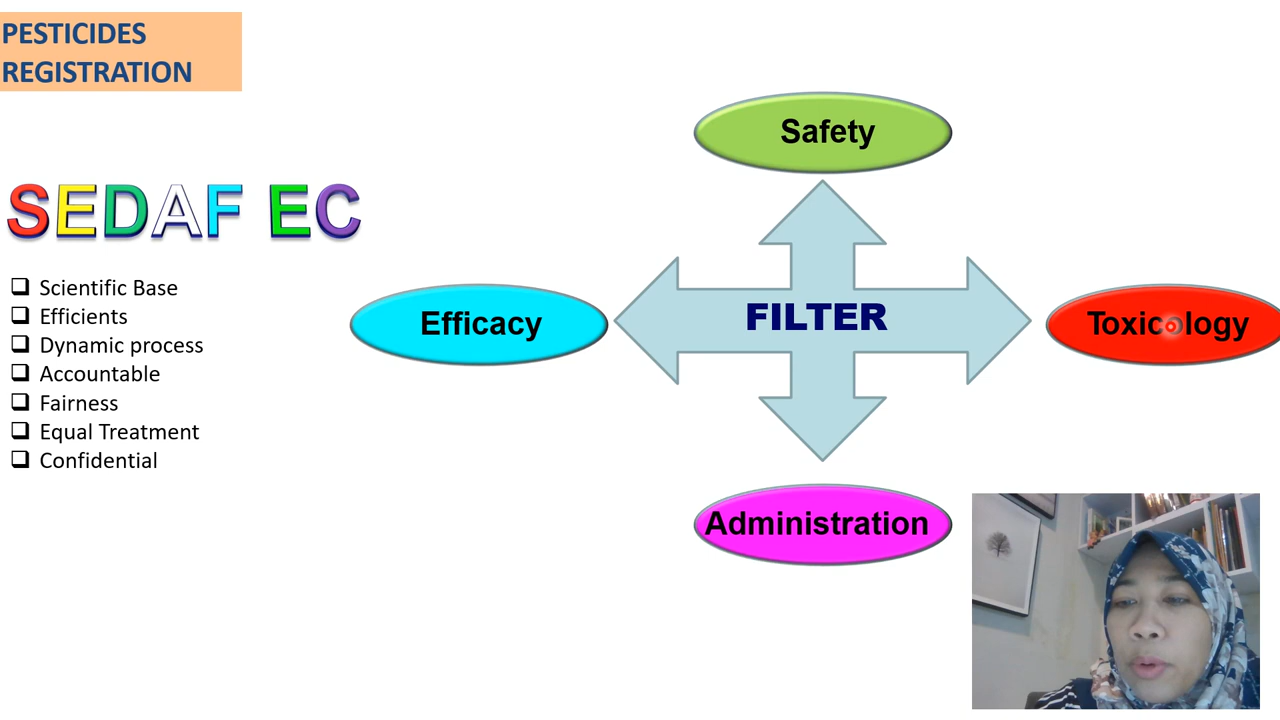 PESTICIDES
REGISTRATION
SEDAF EC
Scientific Base
Efficients
Dynamic process
Accountable
Fairness
Equal Treatment
Confidential
Safety
Efficacy
FILTER
Toxicology
Administration